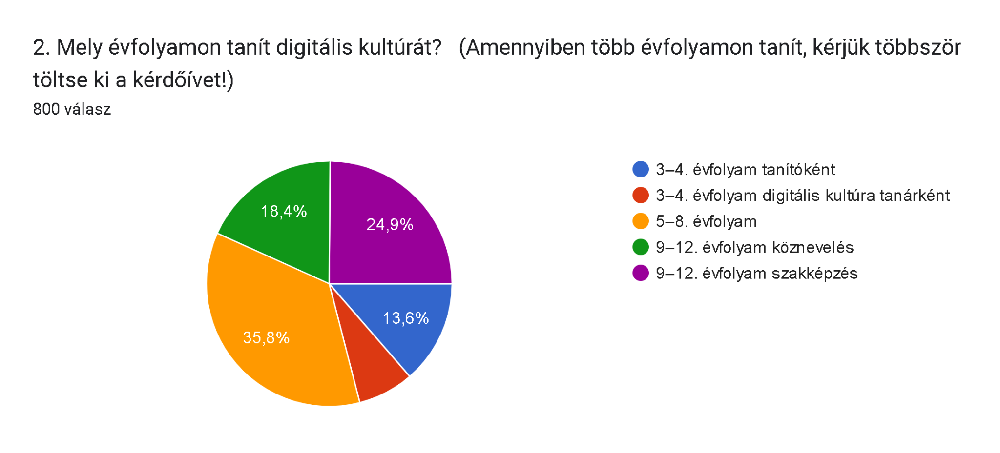 2. Mely évfolyamon tanít digitális kultúrát?   (Amennyiben több évfolyamon tanít, kérjük többször
töltse ki a kérdőívet!)
800 válasz
18,4%
24,9%
13,6%
35,8%
3–4. évfolyam tanítóként
3–4. évfolyam digitális kultúra tanárként
5–8. évfolyam
9–12. évfolyam köznevelés
9–12. évfolyam szakképzés